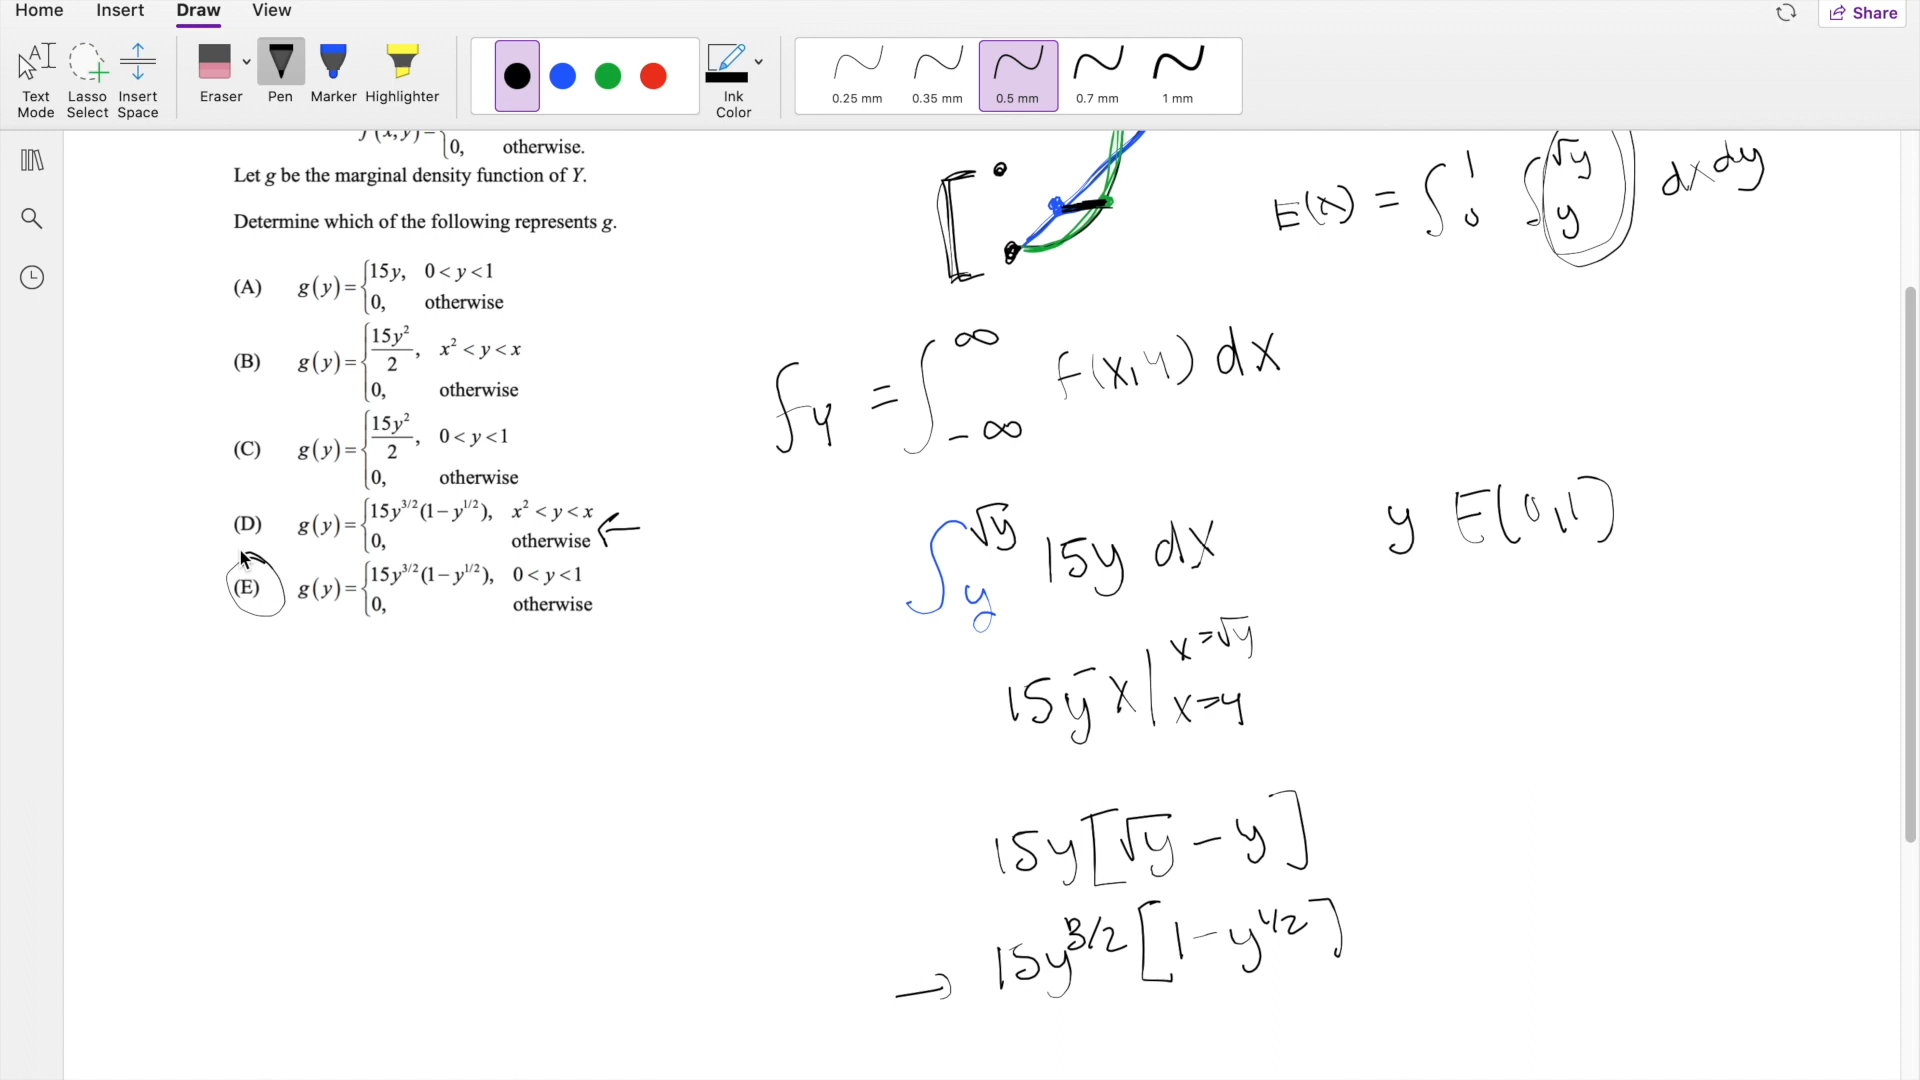 Home Insert Draw View
Share
Text Mode
Lasso Select
Insert Space
Eraser
Pen
Marker
Highlighter
Ink Color
0.25 mm
0.35 mm
0.5 mm
0.7 mm
1 mm
f(x,y)={
0, otherwise.
Let g be the marginal density function of Y.
Determine which of the following represents g.
(A) g(y)={15y, 0<y<1
0, otherwise
(B) g(y)={15y²/2, x²<y<x
0, otherwise
(C) g(y)={15y²/2, 0<y<1
0, otherwise
(D) g(y)={15y^{3/2}(1−y^{1/2}), x²<y<x
0, otherwise
(E) g(y)={15y^{3/2}(1−y^{1/2}), 0<y<1
0, otherwise
E(X) = ∫_0^1 ∫_y^{√y} dx dy
f_y = ∫_{-∞}^{∞} f(x,y) dx
∫_y^{√y} 15y dx
y E(0,1)
15y x | x=√y
x=y
15y[√y − y]
→ 15y^{3/2}[1−y^{1/2}]